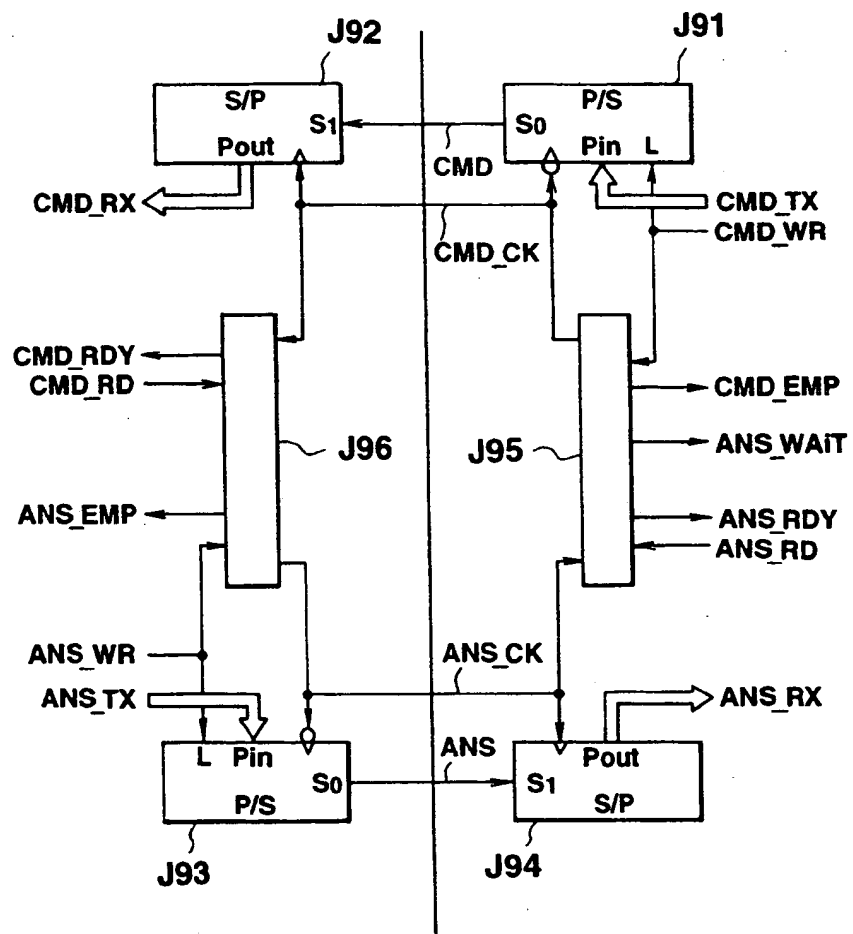 J92
J91
S/P
S1
Pout
P/S
S0
Pin
L
CMD
CMD_RX
CMD_TX
CMD_WR
CMD_CK
CMD_RDY
CMD_RD
CMD_EMP
J96
J95
ANS_WAiT
ANS_EMP
ANS_RDY
ANS_RD
ANS_WR
ANS_CK
ANS_TX
ANS_RX
L
Pin
S0
P/S
ANS
Pout
S1
S/P
J93
J94